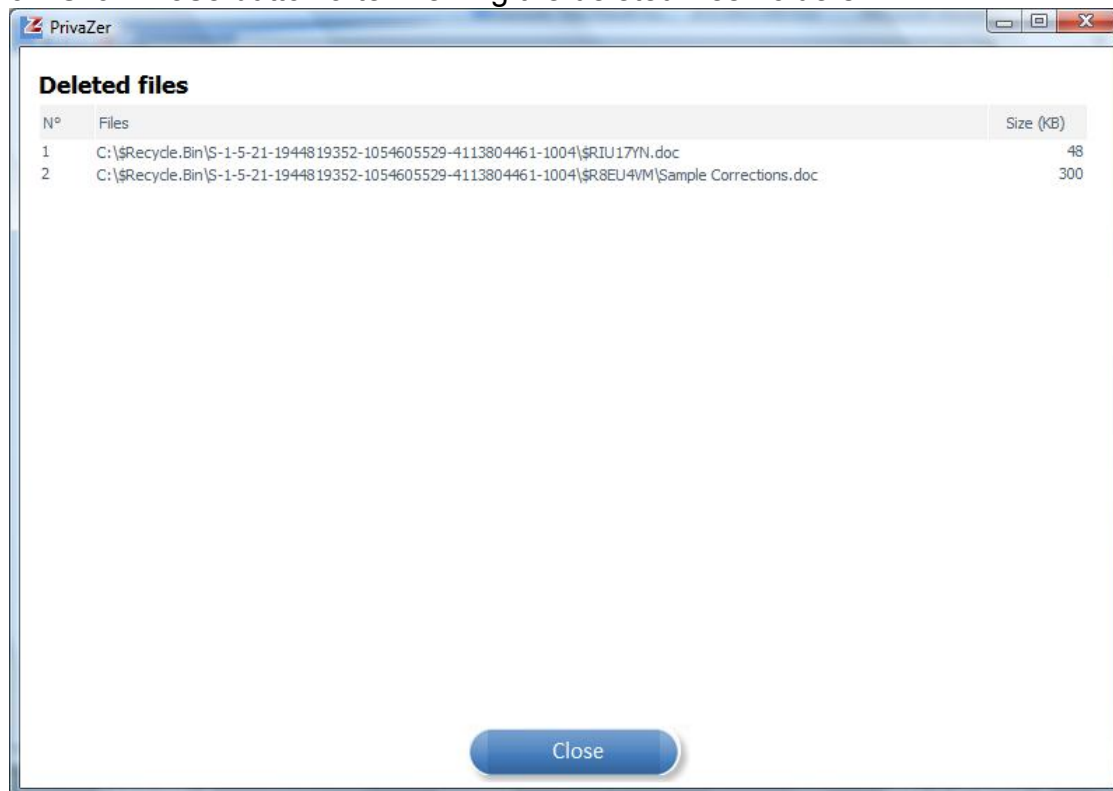 PrivaZer
Deleted files
N° Files Size (KB)
1 C:\$Recycle.Bin\S-1-5-21-1944819352-1054605529-4113804461-1004\$RIU17YN.doc 48
2 C:\$Recycle.Bin\S-1-5-21-1944819352-1054605529-4113804461-1004\$R8EU4VM\Sample Corrections.doc 300
Close